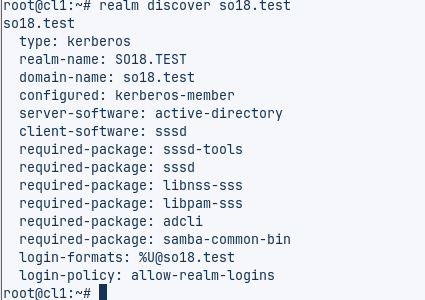 root@cl1:~# realm discover so18.test
so18.test
  type: kerberos
  realm-name: SO18.TEST
  domain-name: so18.test
  configured: kerberos-member
  server-software: active-directory
  client-software: sssd
  required-package: sssd-tools
  required-package: sssd
  required-package: libnss-sss
  required-package: libpam-sss
  required-package: adcli
  required-package: samba-common-bin
  login-formats: %U@so18.test
  login-policy: allow-realm-logins
root@cl1:~#